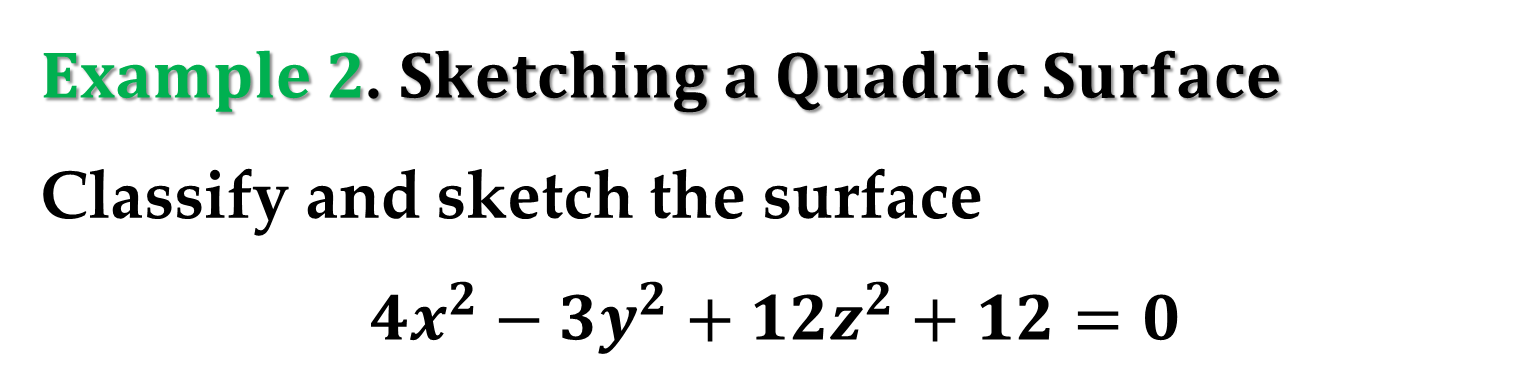 Example 2. Sketching a Quadric Surface
Classify and sketch the surface
4x² − 3y² + 12z² + 12 = 0